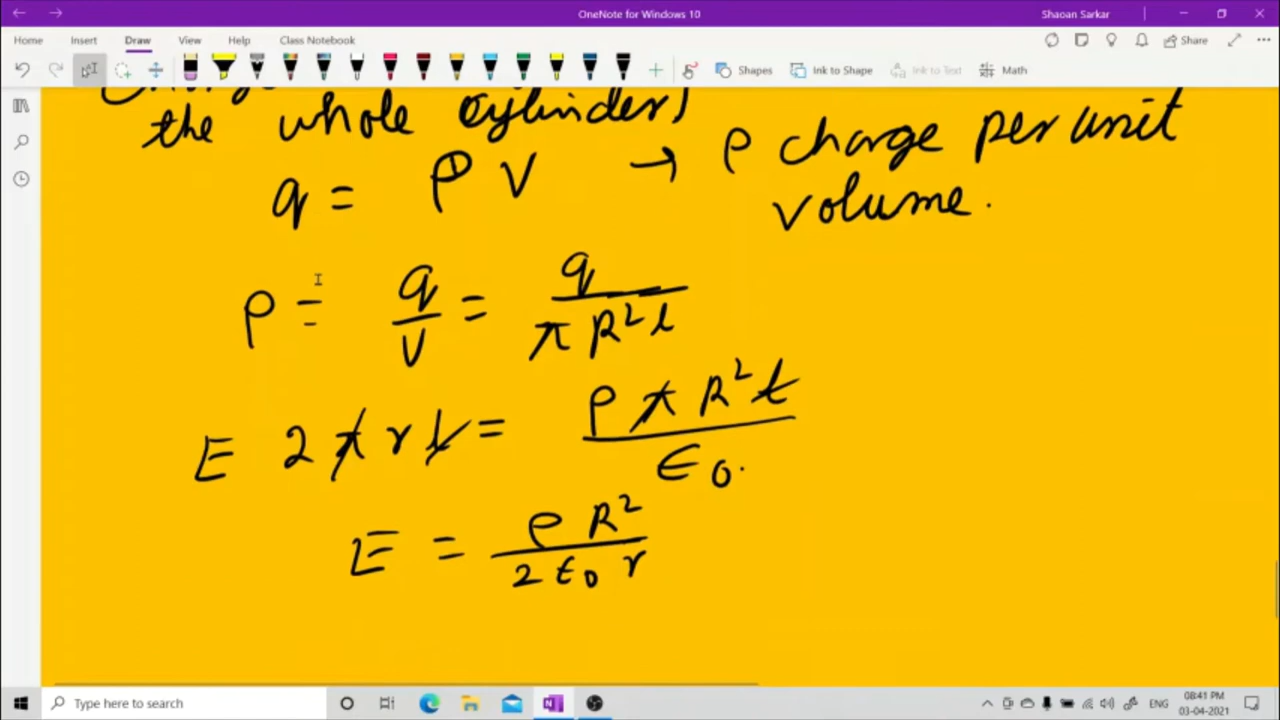 OneNote for Windows 10
Shaoan Sarkar
Home Insert Draw View Help Class Notebook
Share
Shapes Ink to Shape Ink to Text Math
the whole cylinder)
q = ρ V → ρ charge per unit
volume.
ρ = q/V = q/πR²l
E 2πrl = ρπR²l/ε₀.
E = ρR²/2ε₀r
Type here to search
ENG
08:41 PM
03-04-2021